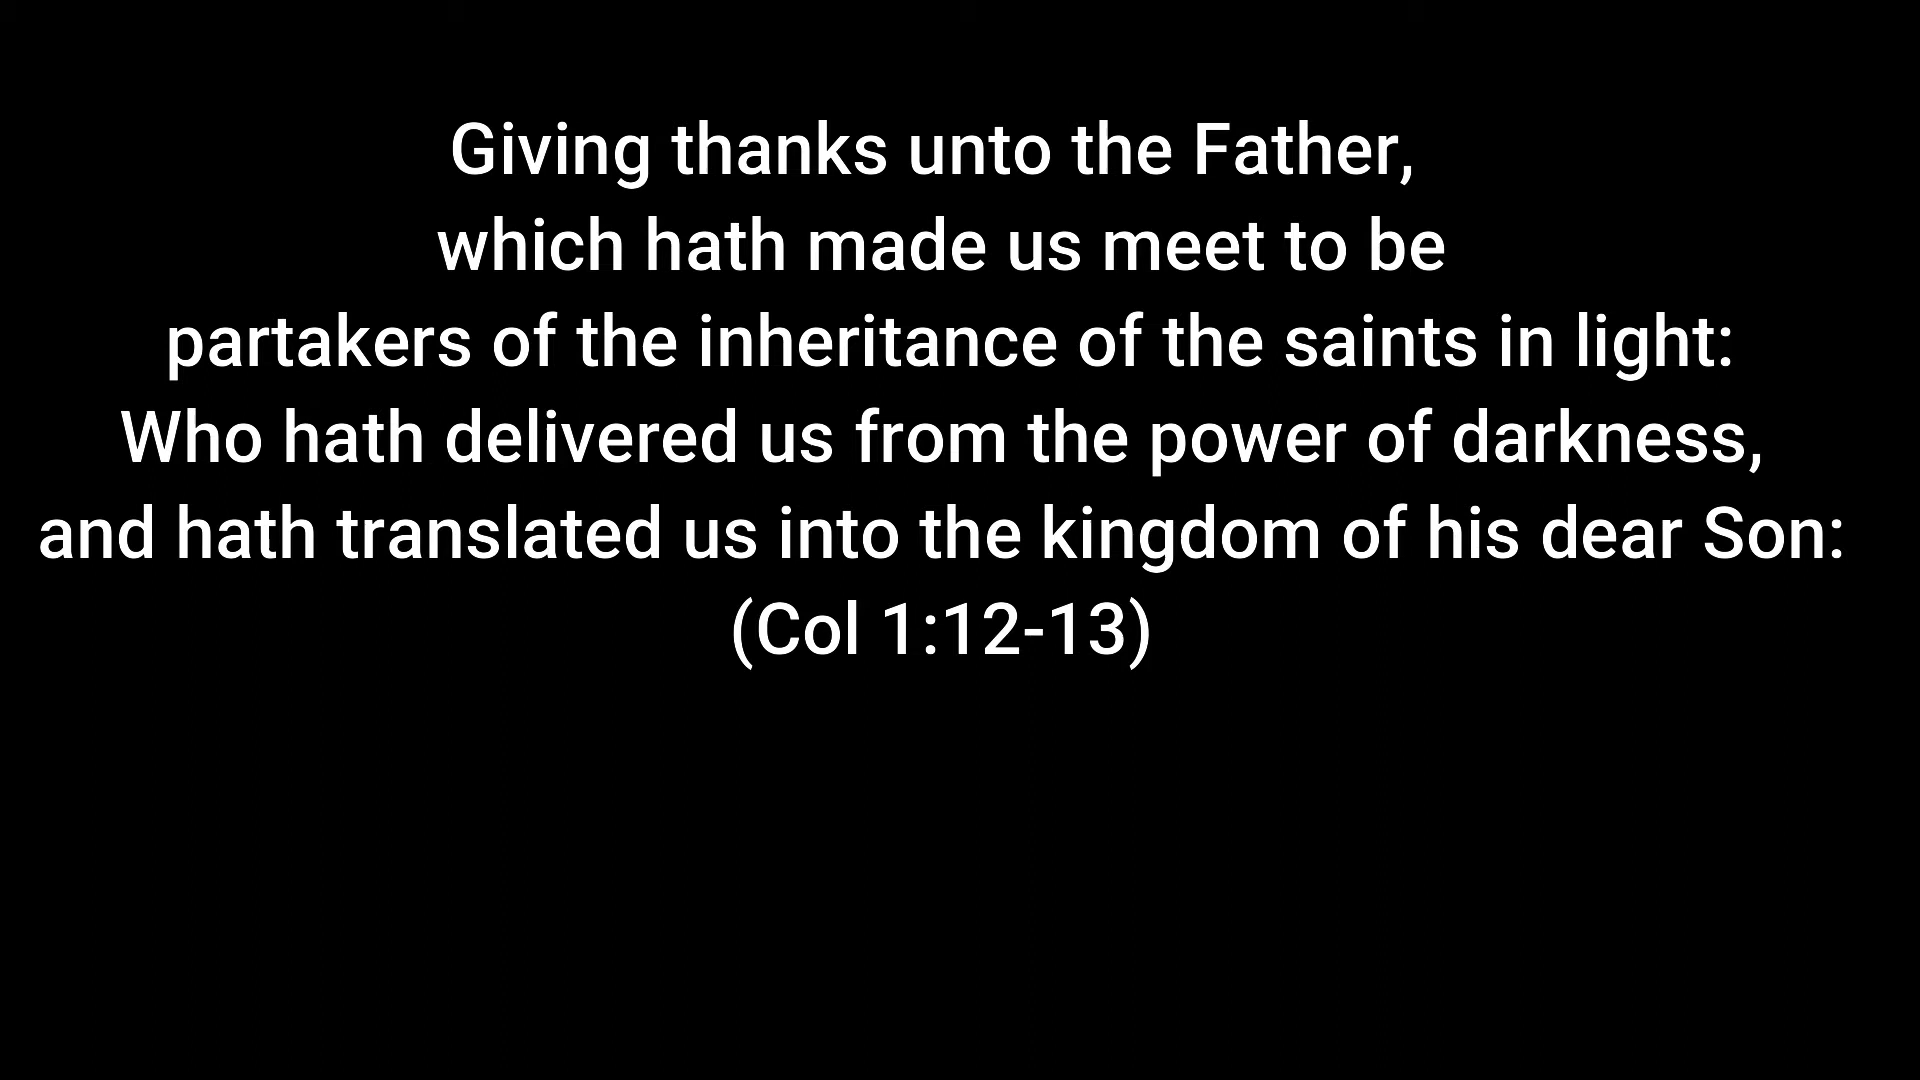 Giving thanks unto the Father,
which hath made us meet to be
partakers of the inheritance of the saints in light:
Who hath delivered us from the power of darkness,
and hath translated us into the kingdom of his dear Son:
(Col 1:12-13)